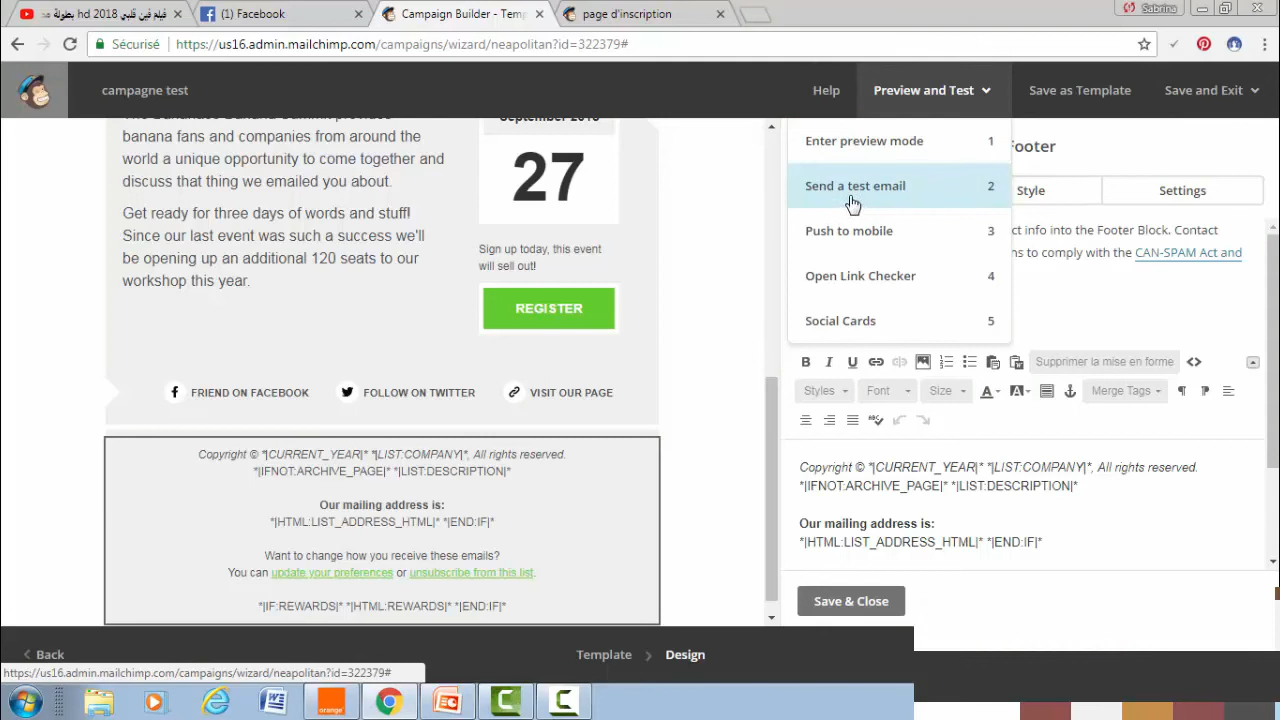 فيلم فين قلبي 2018 hd بطولة مد
(1) Facebook
Campaign Builder - Temp
page d'inscription
Sabrina
Sécurisé
https://us16.admin.mailchimp.com/campaigns/wizard/neapolitan?id=322379#
campagne test
Help
Preview and Test
Save as Template
Save and Exit
Enter preview mode 1
Send a test email 2
Push to mobile 3
Open Link Checker 4
Social Cards 5
banana fans and companies from around the
world a unique opportunity to come together and
discuss that thing we emailed you about.
Get ready for three days of words and stuff!
Since our last event was such a success we'll
be opening up an additional 120 seats to our
workshop this year.
27
Sign up today, this event
will sell out!
REGISTER
FRIEND ON FACEBOOK
FOLLOW ON TWITTER
VISIT OUR PAGE
Copyright © *|CURRENT_YEAR|* *|LIST:COMPANY|*, All rights reserved.
*|IFNOT:ARCHIVE_PAGE|* *|LIST:DESCRIPTION|*
Our mailing address is:
*|HTML:LIST_ADDRESS_HTML|* *|END:IF|*
Want to change how you receive these emails?
You can update your preferences or unsubscribe from this list.
*|IF:REWARDS|* *|HTML:REWARDS|* *|END:IF|*
Footer
Style
Settings
ct info into the Footer Block. Contact
ns to comply with the CAN-SPAM Act and
B I U
Supprimer la mise en forme
Styles
Font
Size
A
A
Merge Tags
Copyright © *|CURRENT_YEAR|* *|LIST:COMPANY|*, All rights reserved.
*|IFNOT:ARCHIVE_PAGE|* *|LIST:DESCRIPTION|*
Our mailing address is:
*|HTML:LIST_ADDRESS_HTML|* *|END:IF|*
Save & Close
Back
Template
Design
https://us16.admin.mailchimp.com/campaigns/wizard/neapolitan?id=322379#
orange